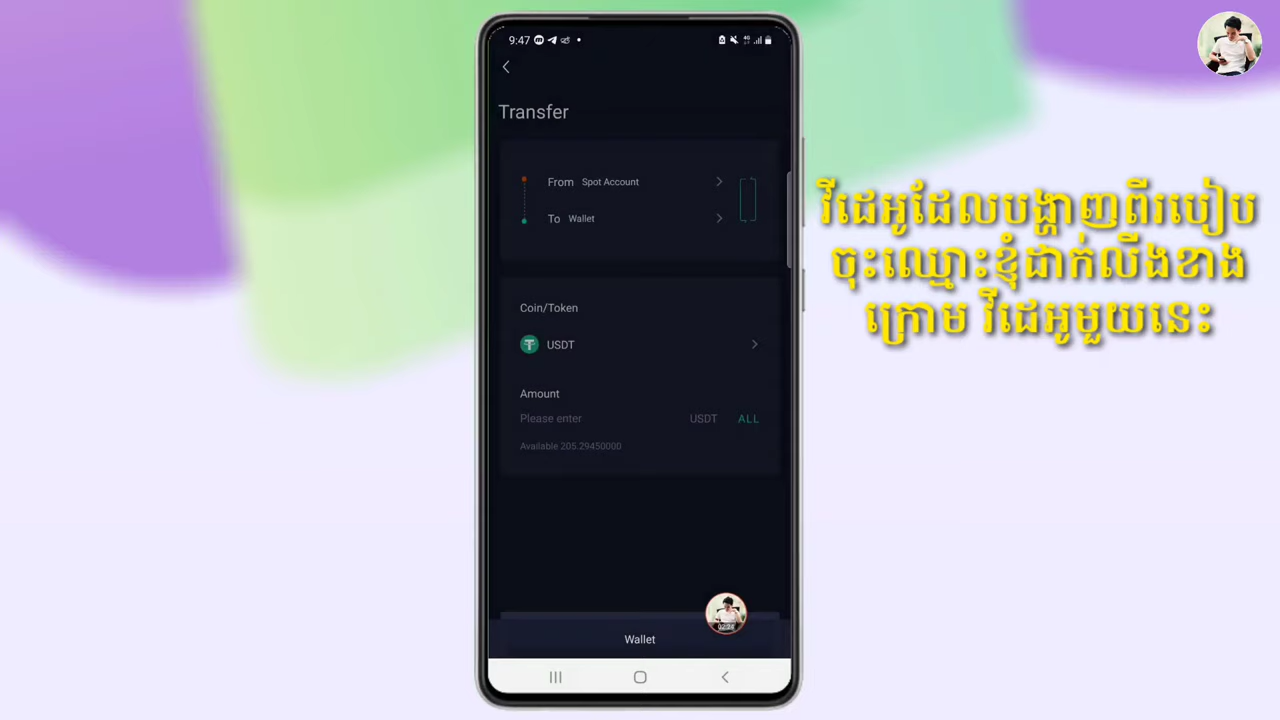 9:47
Transfer
From Spot Account
To Wallet
Coin/Token
USDT
Amount
Please enter USDT ALL
Available 205.29450000
Wallet
វីដេអូដែលបង្ហាញពីរបៀប
ចុះឈ្មោះខ្ញុំដាក់លីងខាង
ក្រោម វីដេអូមួយនេះ